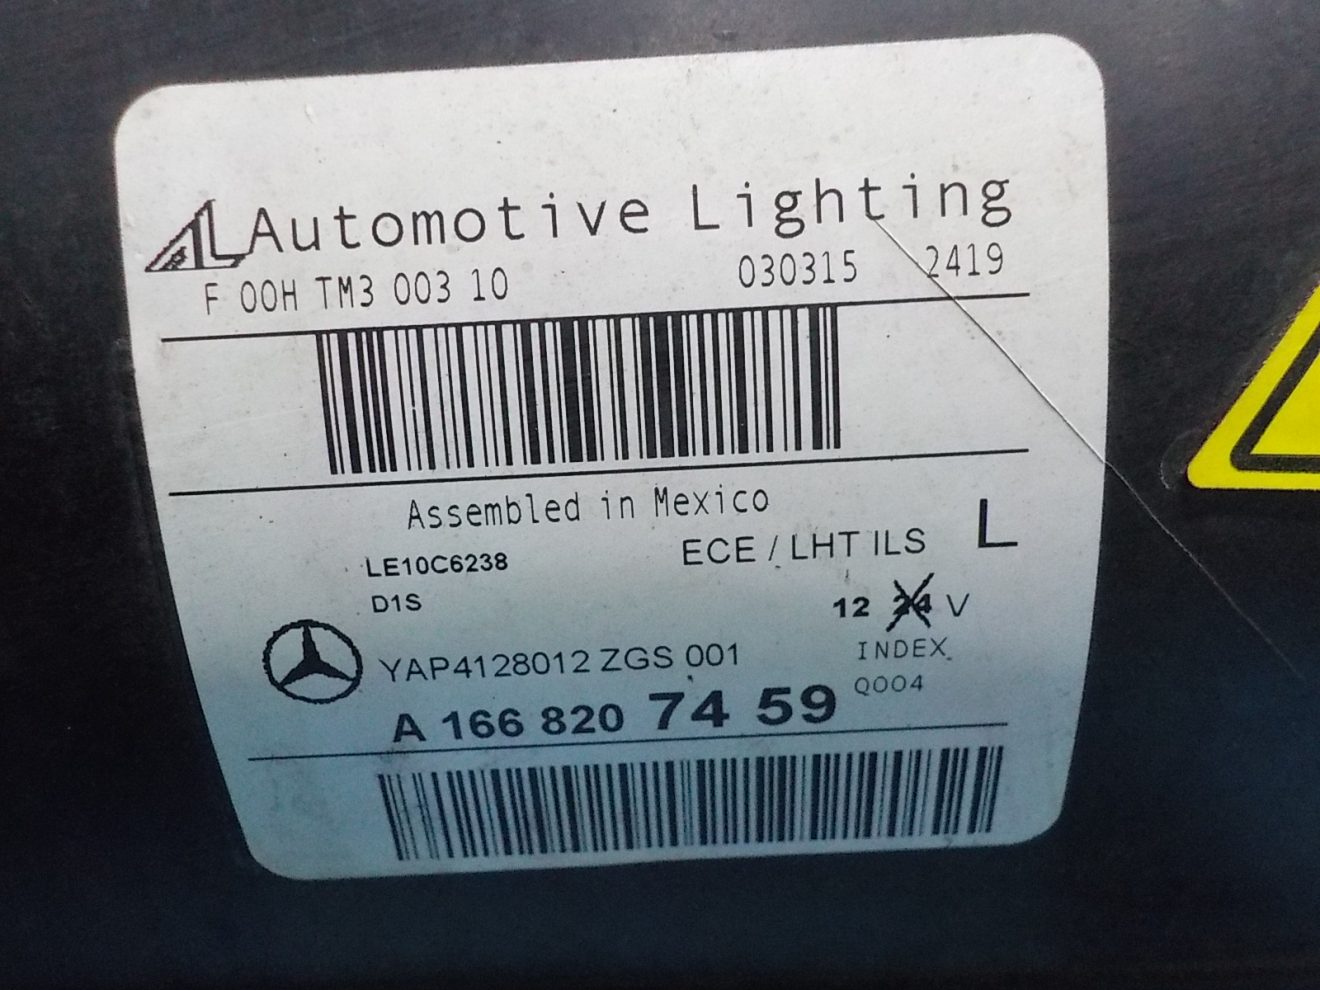 AL Automotive Lighting
F 00H TM3 003 10 030315 2419
Assembled in Mexico
LE10C6238 ECE / LHT ILS L
D1S 12 24 V
YAP4128012 ZGS 001 INDEX
A 166 820 74 59 Q004